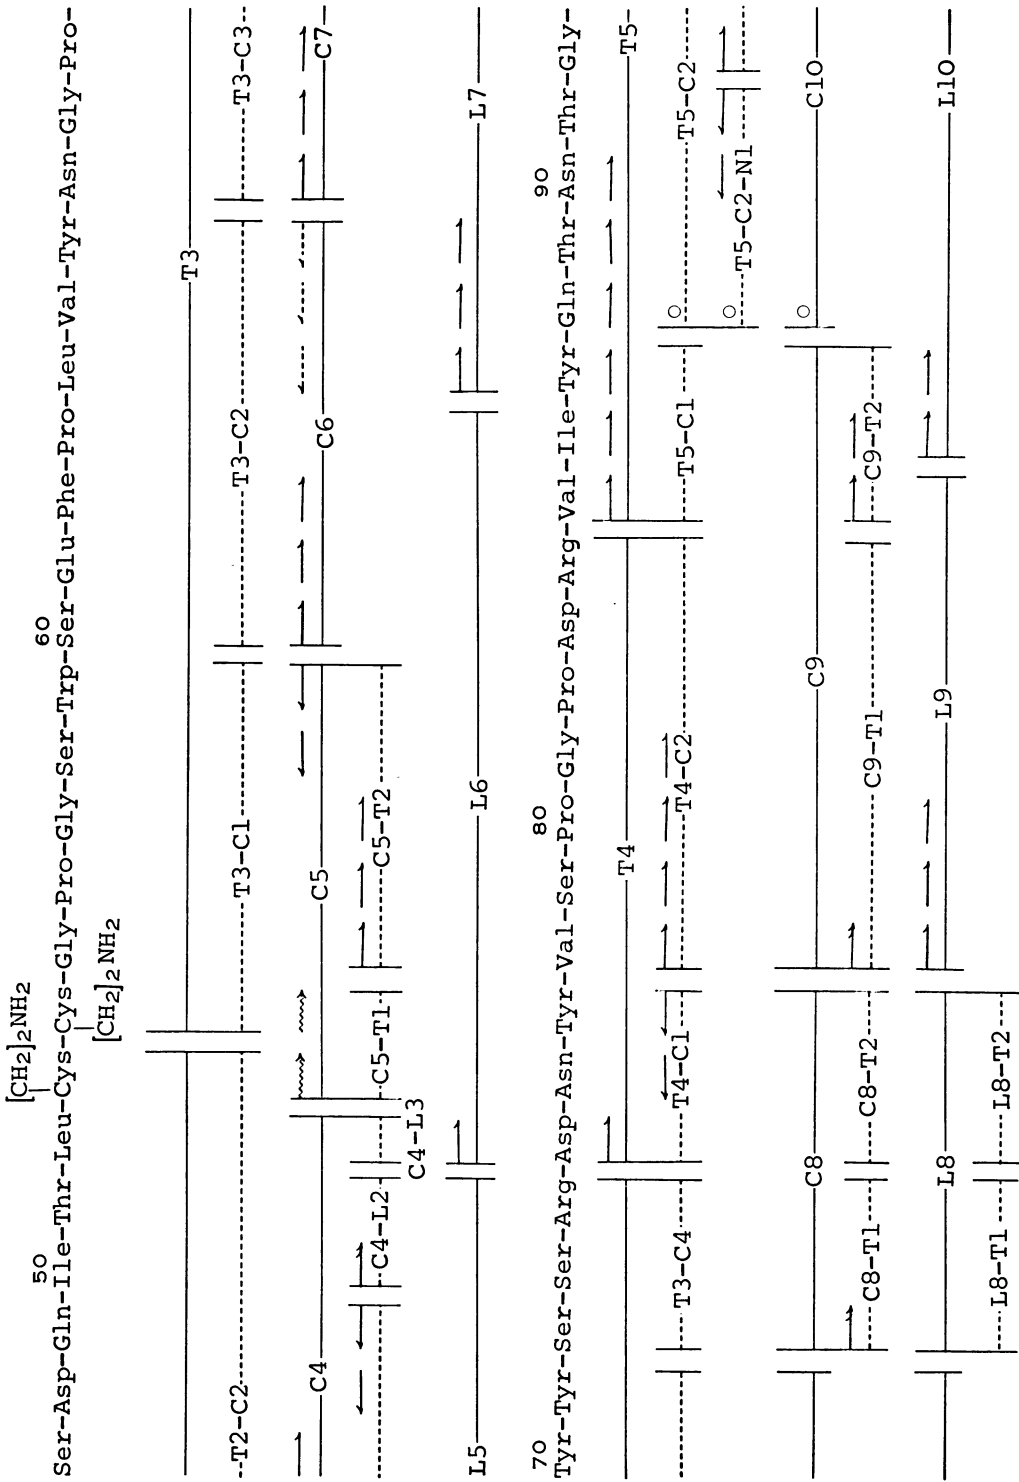 [CH2]2NH2
50 60
Ser-Asp-Gln-Ile-Thr-Leu-Cys-Cys-Gly-Pro-Gly-Ser-Trp-Ser-Glu-Phe-Pro-Leu-Val-Tyr-Asn-Gly-Pro-
[CH2]2NH2
T3
T2-C2 T3-C1 T3-C2 T3-C3
C4 C5 C6 C7
C4-L2 C5-T1 C5-T2
C4-L3
L5 L6 L7
70 80 90
Tyr-Tyr-Ser-Ser-Arg-Asp-Asn-Tyr-Val-Ser-Pro-Gly-Pro-Asp-Arg-Val-Ile-Tyr-Gln-Thr-Asn-Thr-Gly-
T4 T5
T3-C4 T4-C1 T4-C2 T5-C1 T5-C2
T5-C2-N1
C8 C9 C10
C8-T1 C8-T2 C9-T1 C9-T2
L8 L9 L10
L8-T1 L8-T2